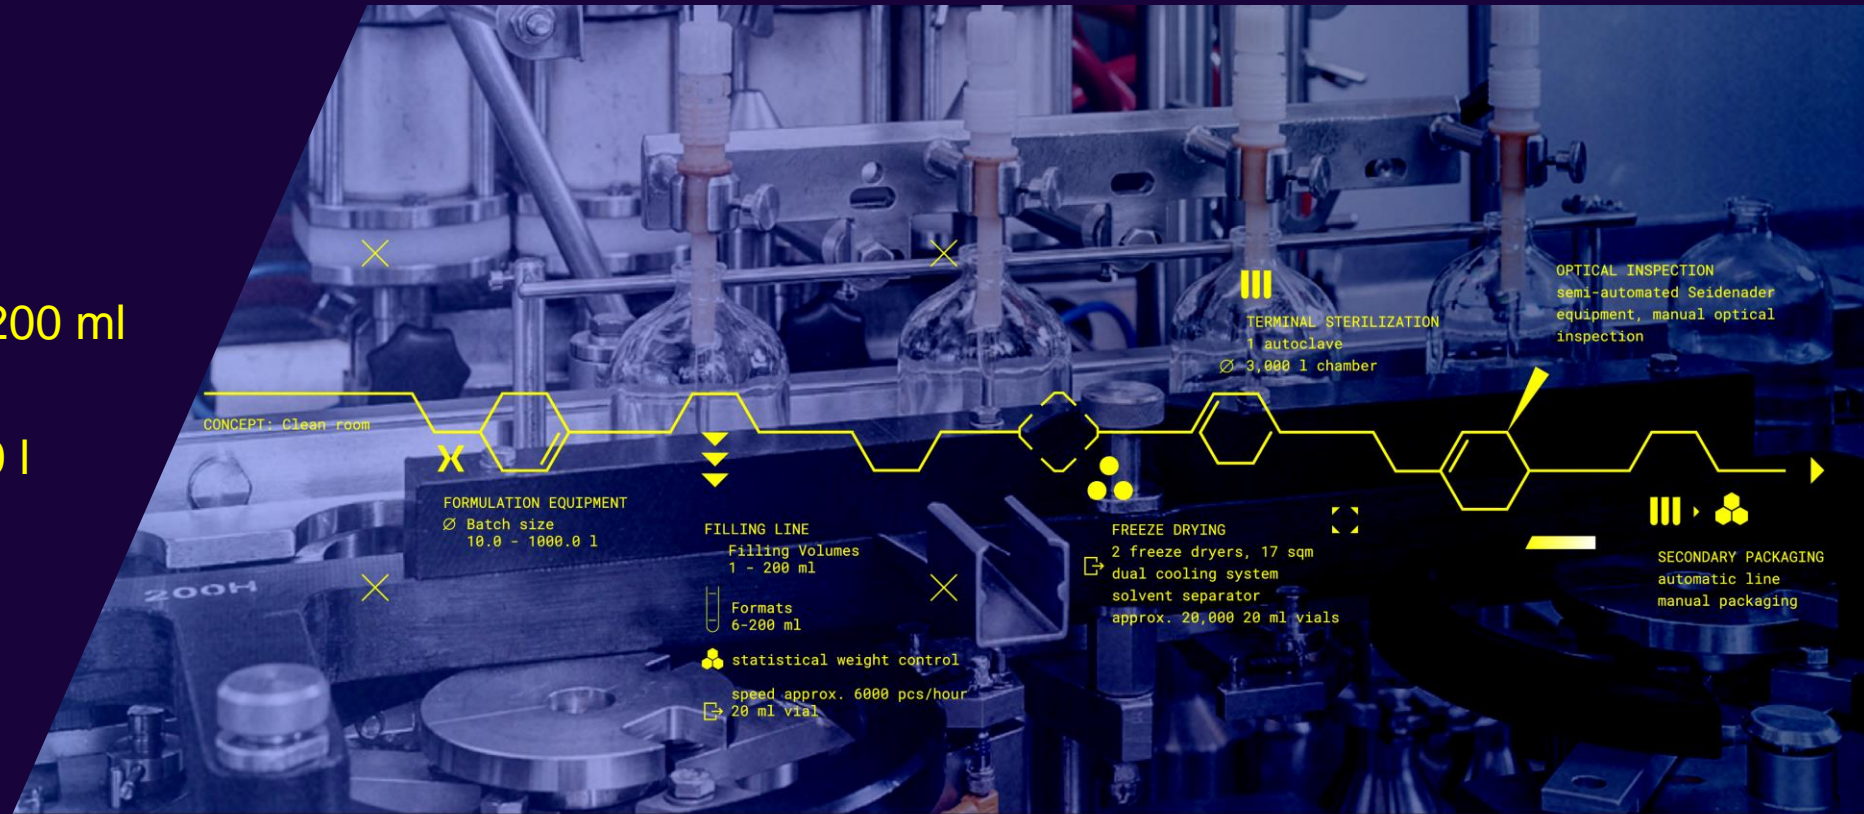 200 ml
0 l
CONCEPT: Clean room
FORMULATION EQUIPMENT
Ø Batch size
10.0 - 1000.0 l
FILLING LINE
Filling Volumes
1 - 200 ml
Formats
6-200 ml
statistical weight control
speed approx. 6000 pcs/hour
20 ml vial
FREEZE DRYING
2 freeze dryers, 17 sqm
dual cooling system
solvent separator
approx. 20,000 20 ml vials
TERMINAL STERILIZATION
1 autoclave
Ø 3,000 l chamber
OPTICAL INSPECTION
semi-automated Seidenader
equipment, manual optical
inspection
SECONDARY PACKAGING
automatic line
manual packaging
200H